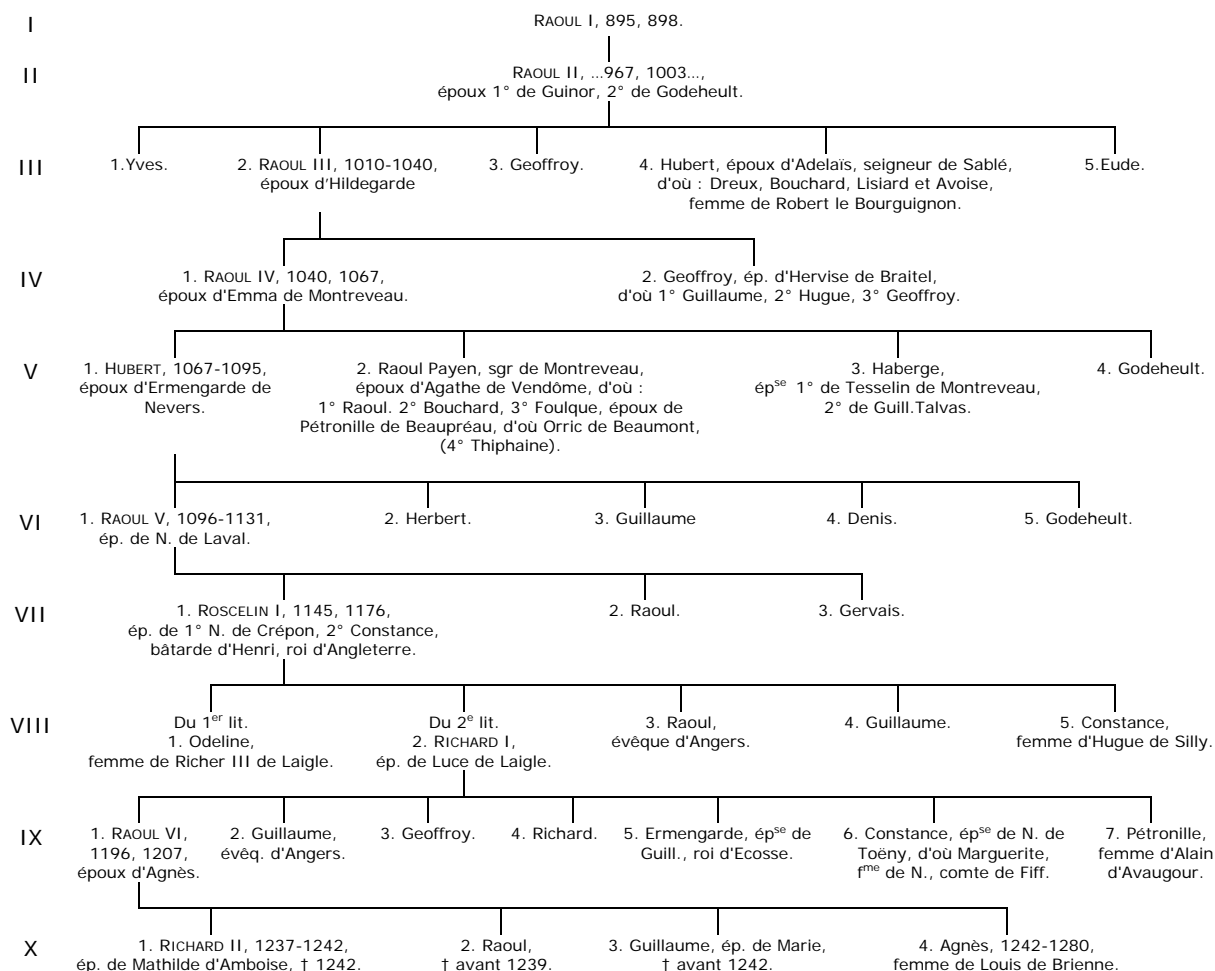 I
RAOUL I, 895, 898.
II
RAOUL II, ...967, 1003...,
époux 1° de Guinor, 2° de Godeheult.
III
1.Yves.
2. RAOUL III, 1010-1040,
époux d'Hildegarde
3. Geoffroy.
4. Hubert, époux d'Adelaïs, seigneur de Sablé,
d'où : Dreux, Bouchard, Lisiard et Avoise,
femme de Robert le Bourguignon.
5.Eude.
IV
1. RAOUL IV, 1040, 1067,
époux d'Emma de Montreveau.
2. Geoffroy, ép. d'Hervise de Braitel,
d'où 1° Guillaume, 2° Hugue, 3° Geoffroy.
V
1. HUBERT, 1067-1095,
époux d'Ermengarde de
Nevers.
2. Raoul Payen, sgr de Montreveau,
époux d'Agathe de Vendôme, d'où :
1° Raoul. 2° Bouchard, 3° Foulque, époux de
Pétronille de Beaupréau, d'où Orric de Beaumont,
(4° Thiphaine).
3. Haberge,
épse 1° de Tesselin de Montreveau,
2° de Guill.Talvas.
4. Godeheult.
VI
1. RAOUL V, 1096-1131,
ép. de N. de Laval.
2. Herbert.
3. Guillaume
4. Denis.
5. Godeheult.
VII
1. ROSCELIN I, 1145, 1176,
ép. de 1° N. de Crépon, 2° Constance,
bâtarde d'Henri, roi d'Angleterre.
2. Raoul.
3. Gervais.
VIII
Du 1er lit.
1. Odeline,
femme de Richer III de Laigle.
Du 2e lit.
2. RICHARD I,
ép. de Luce de Laigle.
3. Raoul,
évêque d'Angers.
4. Guillaume.
5. Constance,
femme d'Hugue de Silly.
IX
1. RAOUL VI,
1196, 1207,
époux d'Agnès.
2. Guillaume,
évêq. d'Angers.
3. Geoffroy.
4. Richard.
5. Ermengarde, épse de
Guill., roi d'Ecosse.
6. Constance, épse de N. de
Toëny, d'où Marguerite,
fme de N., comte de Fiff.
7. Pétronille,
femme d'Alain
d'Avaugour.
X
1. RICHARD II, 1237-1242,
ép. de Mathilde d'Amboise, † 1242.
2. Raoul,
† avant 1239.
3. Guillaume, ép. de Marie,
† avant 1242.
4. Agnès, 1242-1280,
femme de Louis de Brienne.